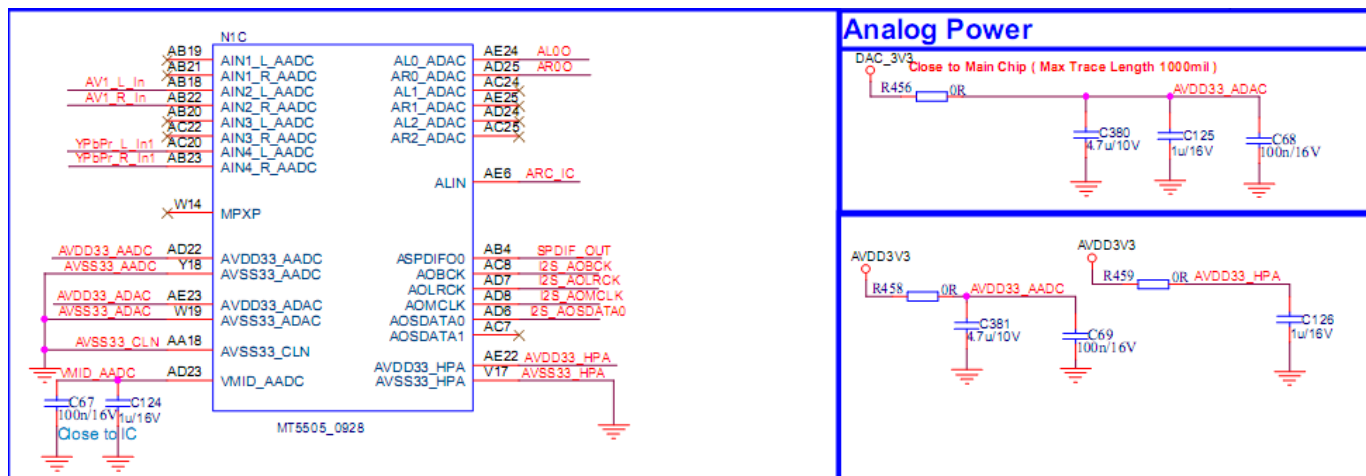 N1C
AB19 AIN1_L_AADC
AB21 AIN1_R_AADC
AV1_L_In AB18 AIN2_L_AADC
AV1_R_In AB22 AIN2_R_AADC
AB20 AIN3_L_AADC
AC22 AIN3_R_AADC
YPbPr_L_In1 AC20 AIN4_L_AADC
YPbPr_R_In1 AB23 AIN4_R_AADC
W14 MPXP
AVDD33_AADC AD22 AVDD33_AADC
AVSS33_AADC Y18 AVSS33_AADC
AVDD33_ADAC AE23 AVDD33_ADAC
AVSS33_ADAC W19 AVSS33_ADAC
AVSS33_CLN AA18 AVSS33_CLN
VMID_AADC AD23 VMID_AADC
C67
100n/16V
C124
1u/16V
Close to IC
AL0_ADAC AE24 AL0O
AR0_ADAC AD25 AR0O
AL1_ADAC AC24
AR1_ADAC AE25
AL2_ADAC AD24
AR2_ADAC AC25
ALIN AE6 ARC_IC
ASPDIFO0 AB4 SPDIF_OUT
AOBCK AC8 I2S_AOBCK
AOLRCK AD7 I2S_AOLRCK
AOMCLK AD8 I2S_AOMCLK
AOSDATA0 AD6 I2S_AOSDATA0
AOSDATA1 AC7
AVDD33_HPA AE22 AVDD33_HPA
AVSS33_HPA V17 AVSS33_HPA
MT5505_0928
Analog Power
DAC_3V3
Close to Main Chip ( Max Trace Length 1000mil )
R456 0R AVDD33_ADAC
C380
4.7u/10V
C125
1u/16V
C68
100n/16V
AVDD3V3
R458 0R AVDD33_AADC
C381
4.7u/10V
C69
100n/16V
AVDD3V3
R459 0R AVDD33_HPA
C126
1u/16V